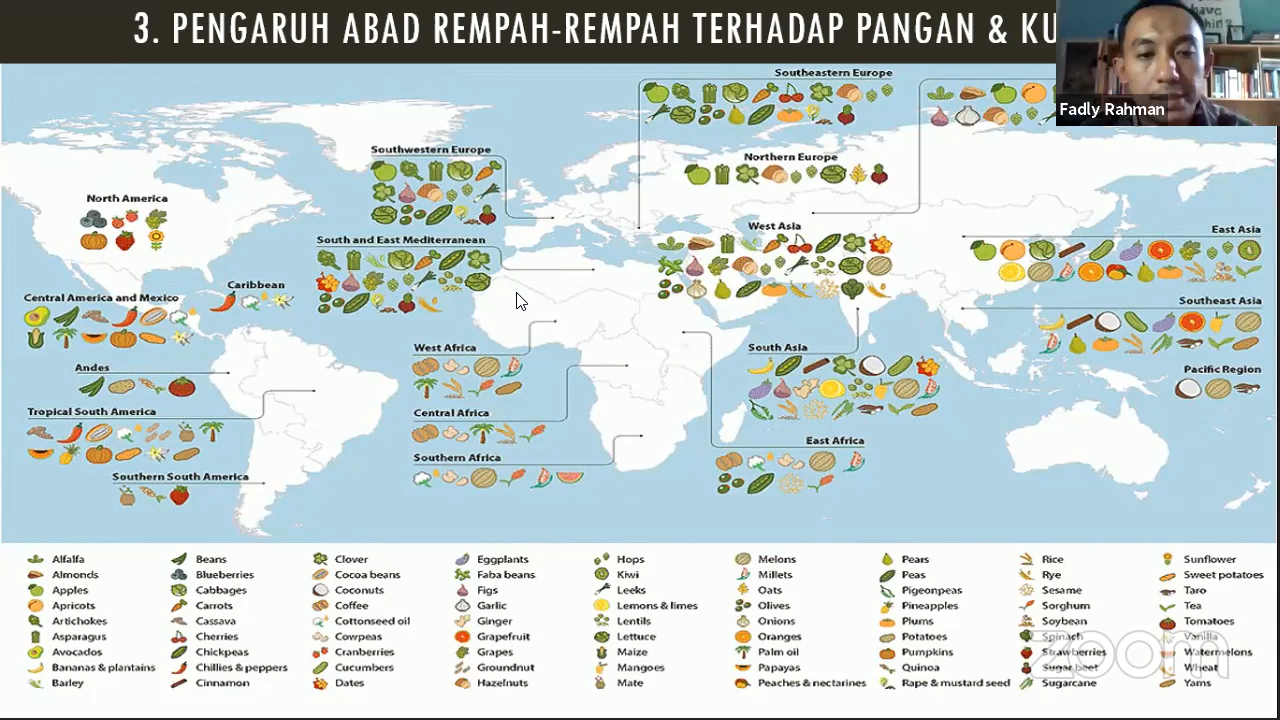 3. PENGARUH ABAD REMPAH-REMPAH TERHADAP PANGAN & KU
Fadly Rahman
Southeastern Europe
Southwestern Europe
Northern Europe
North America
West Asia
East Asia
South and East Mediterranean
Caribbean
Central America and Mexico
Southeast Asia
West Africa
South Asia
Andes
Pacific Region
Tropical South America
Central Africa
East Africa
Southern Africa
Southern South America
Alfalfa
Almonds
Apples
Apricots
Artichokes
Asparagus
Avocados
Bananas & plantains
Barley
Beans
Blueberries
Cabbages
Carrots
Cassava
Cherries
Chickpeas
Chillies & peppers
Cinnamon
Clover
Cocoa beans
Coconuts
Coffee
Cottonseed oil
Cowpeas
Cranberries
Cucumbers
Dates
Eggplants
Faba beans
Figs
Garlic
Ginger
Grapefruit
Grapes
Groundnut
Hazelnuts
Hops
Kiwi
Leeks
Lemons & limes
Lentils
Lettuce
Maize
Mangoes
Mate
Melons
Millets
Oats
Olives
Onions
Oranges
Palm oil
Papayas
Peaches & nectarines
Pears
Peas
Pigeonpeas
Pineapples
Plums
Potatoes
Pumpkins
Quinoa
Rape & mustard seed
Rice
Rye
Sesame
Sorghum
Soybean
Spinach
Strawberries
Sugar beet
Sugarcane
Sunflower
Sweet potatoes
Taro
Tea
Tomatoes
Vanilla
Watermelons
Wheat
Yams
zoom